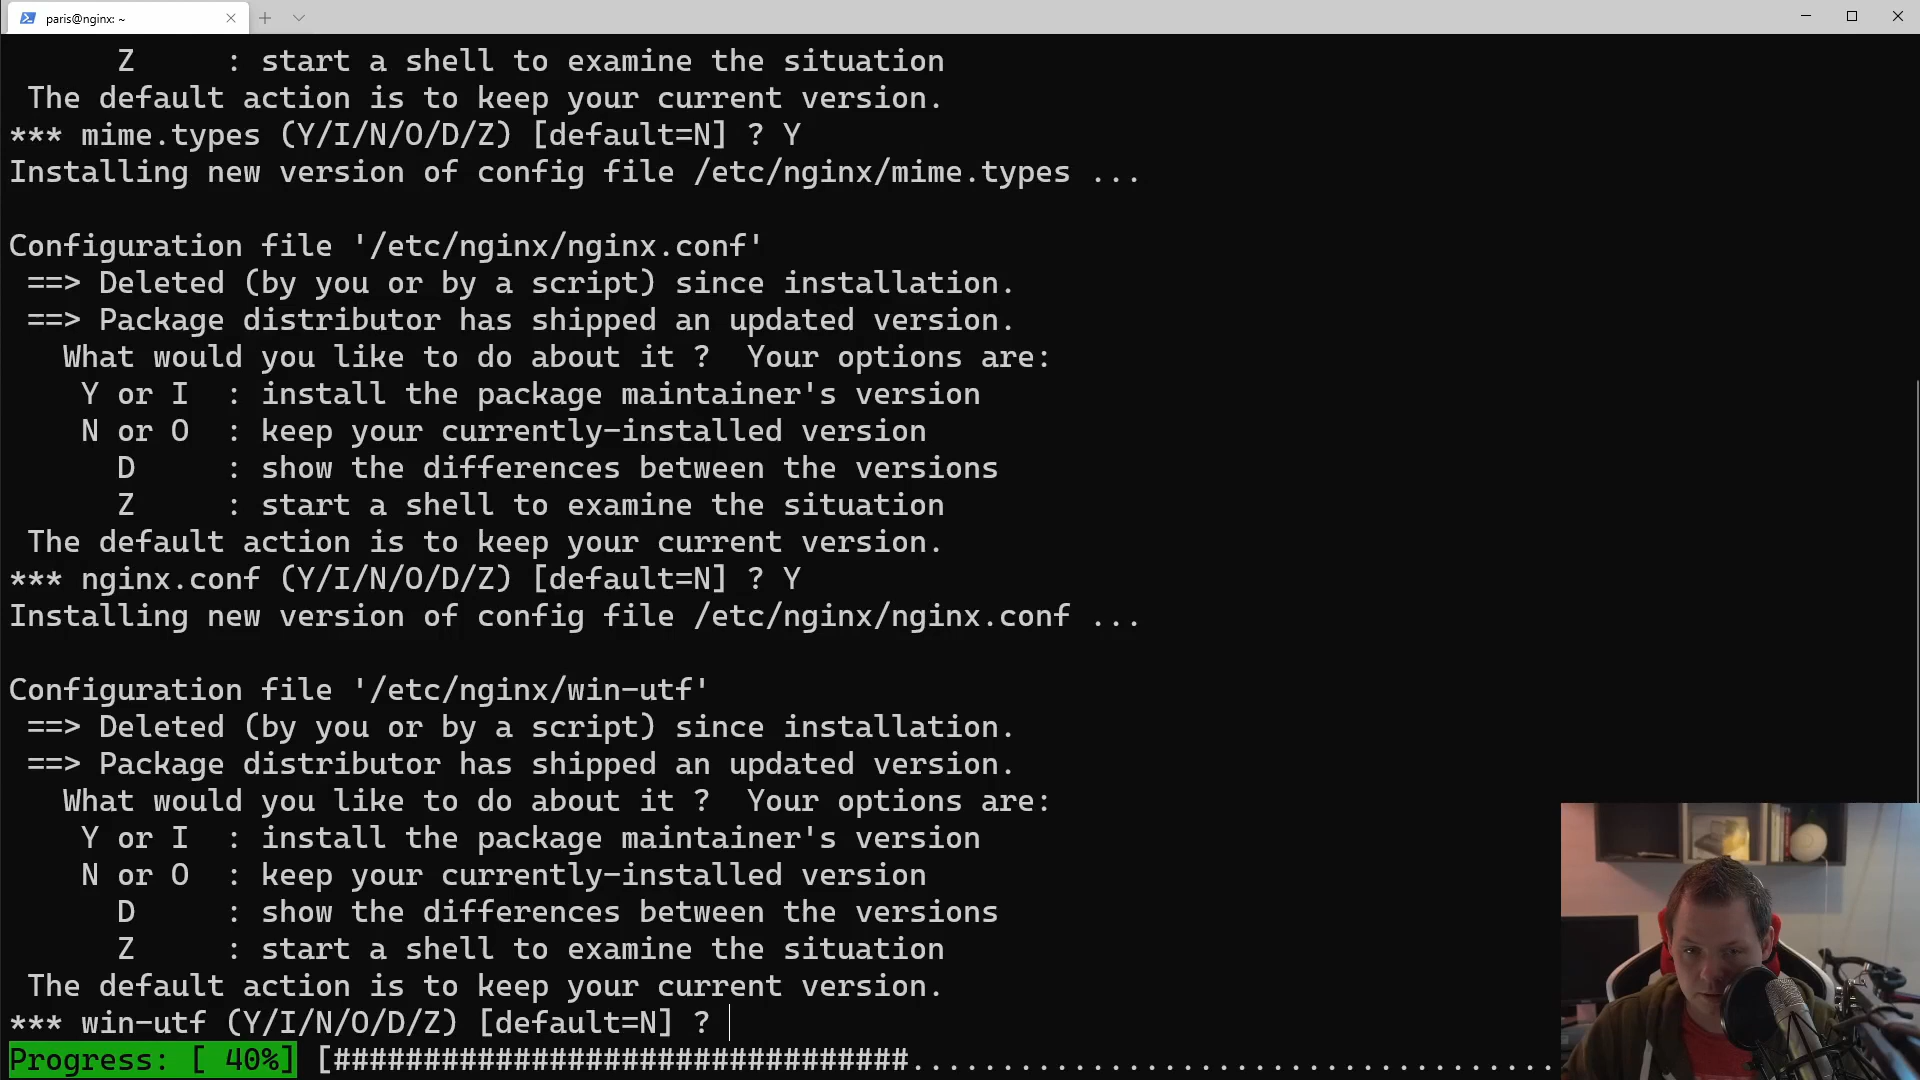 paris@nginx: ~
Z : start a shell to examine the situation
The default action is to keep your current version.
*** mime.types (Y/I/N/O/D/Z) [default=N] ? Y
Installing new version of config file /etc/nginx/mime.types ...
Configuration file '/etc/nginx/nginx.conf'
==> Deleted (by you or by a script) since installation.
==> Package distributor has shipped an updated version.
What would you like to do about it ? Your options are:
Y or I : install the package maintainer's version
N or O : keep your currently-installed version
D : show the differences between the versions
Z : start a shell to examine the situation
The default action is to keep your current version.
*** nginx.conf (Y/I/N/O/D/Z) [default=N] ? Y
Installing new version of config file /etc/nginx/nginx.conf ...
Configuration file '/etc/nginx/win-utf'
==> Deleted (by you or by a script) since installation.
==> Package distributor has shipped an updated version.
What would you like to do about it ? Your options are:
Y or I : install the package maintainer's version
N or O : keep your currently-installed version
D : show the differences between the versions
Z : start a shell to examine the situation
The default action is to keep your current version.
*** win-utf (Y/I/N/O/D/Z) [default=N] ?
Progress: [ 40%] [################################....................................